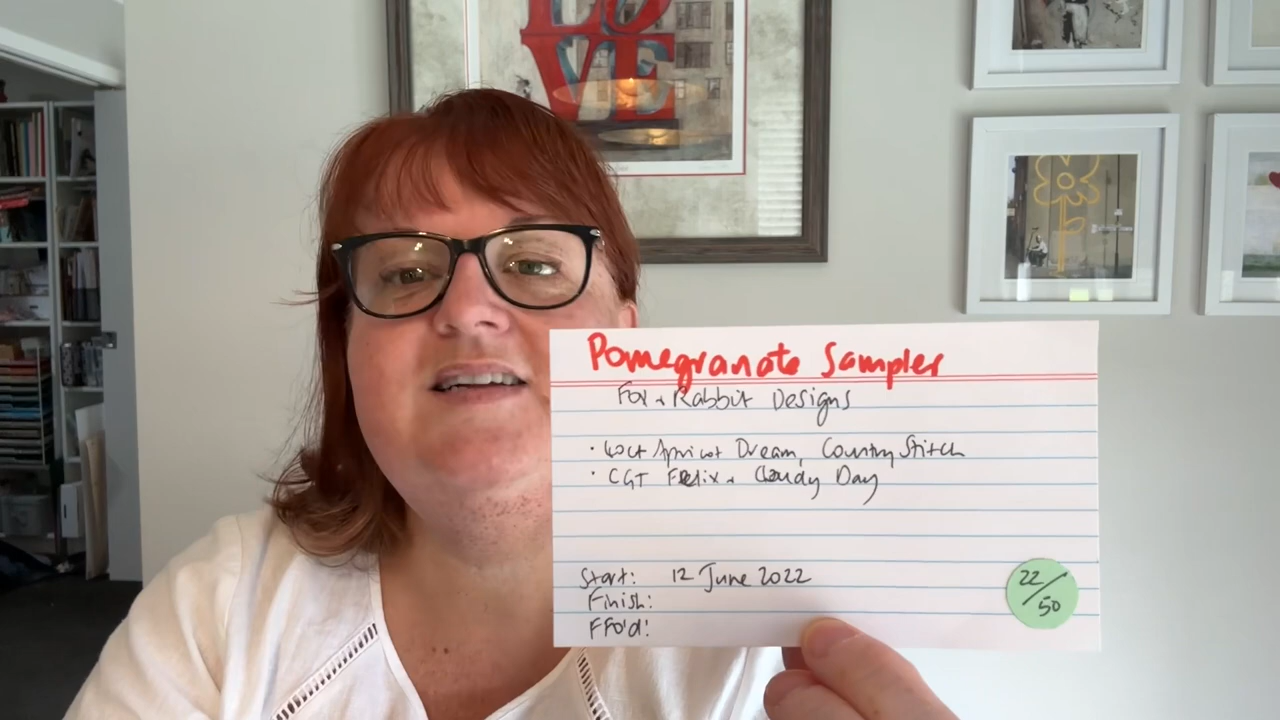 LOVE
Pomegranate Sampler
Fox + Rabbit Designs
· 40ct Apricot Dream, Country Stitch
· CGT Felix + Cloudy Day
Start: 12 June 2022
Finish:
FFo'd:
22/50